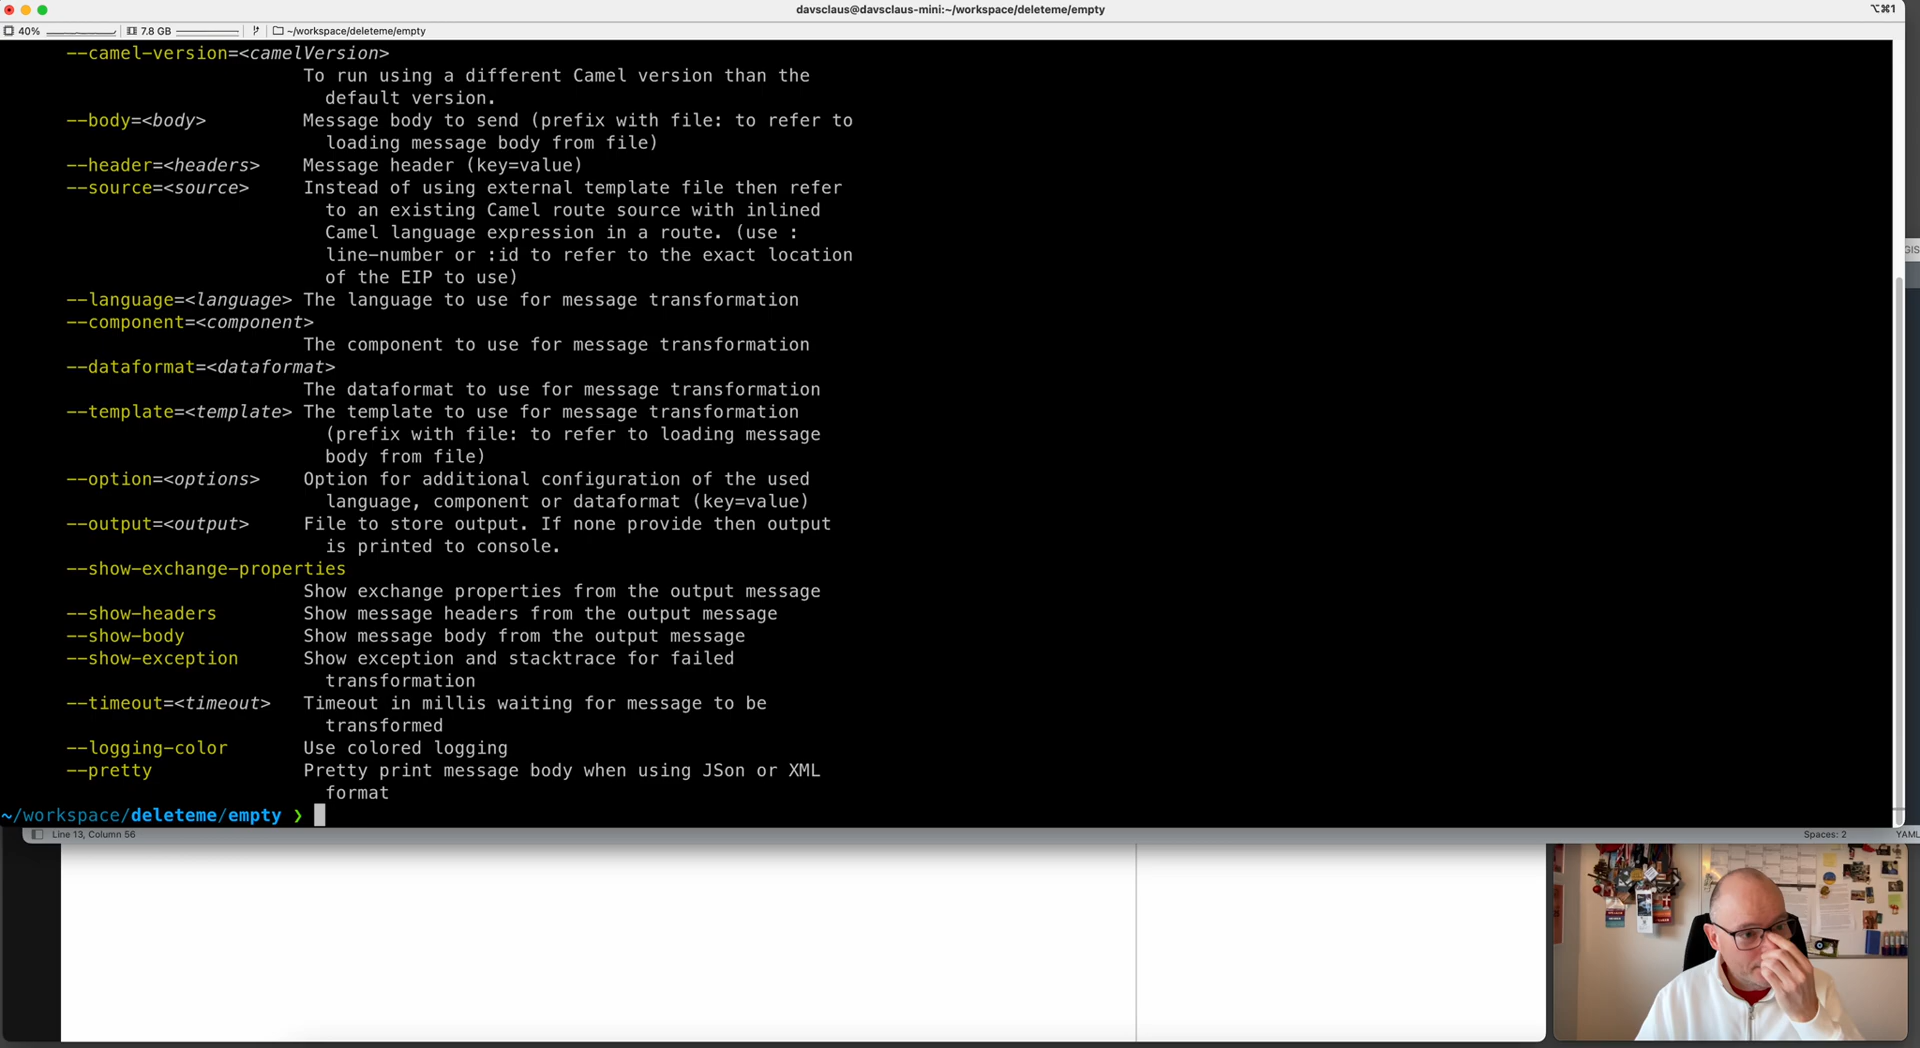 davsclaus@davsclaus-mini:~/workspace/deleteme/empty
⌥⌘1
40%
7.8 GB
~/workspace/deleteme/empty
--camel-version=<camelVersion>
To run using a different Camel version than the
default version.
--body=<body> Message body to send (prefix with file: to refer to
loading message body from file)
--header=<headers> Message header (key=value)
--source=<source> Instead of using external template file then refer
to an existing Camel route source with inlined
Camel language expression in a route. (use :
line-number or :id to refer to the exact location
of the EIP to use)
--language=<language> The language to use for message transformation
--component=<component>
The component to use for message transformation
--dataformat=<dataformat>
The dataformat to use for message transformation
--template=<template> The template to use for message transformation
(prefix with file: to refer to loading message
body from file)
--option=<options> Option for additional configuration of the used
language, component or dataformat (key=value)
--output=<output> File to store output. If none provide then output
is printed to console.
--show-exchange-properties
Show exchange properties from the output message
--show-headers Show message headers from the output message
--show-body Show message body from the output message
--show-exception Show exception and stacktrace for failed
transformation
--timeout=<timeout> Timeout in millis waiting for message to be
transformed
--logging-color Use colored logging
--pretty Pretty print message body when using JSon or XML
format
~/workspace/deleteme/empty ❯
Line 13, Column 56
Spaces: 2
YAML